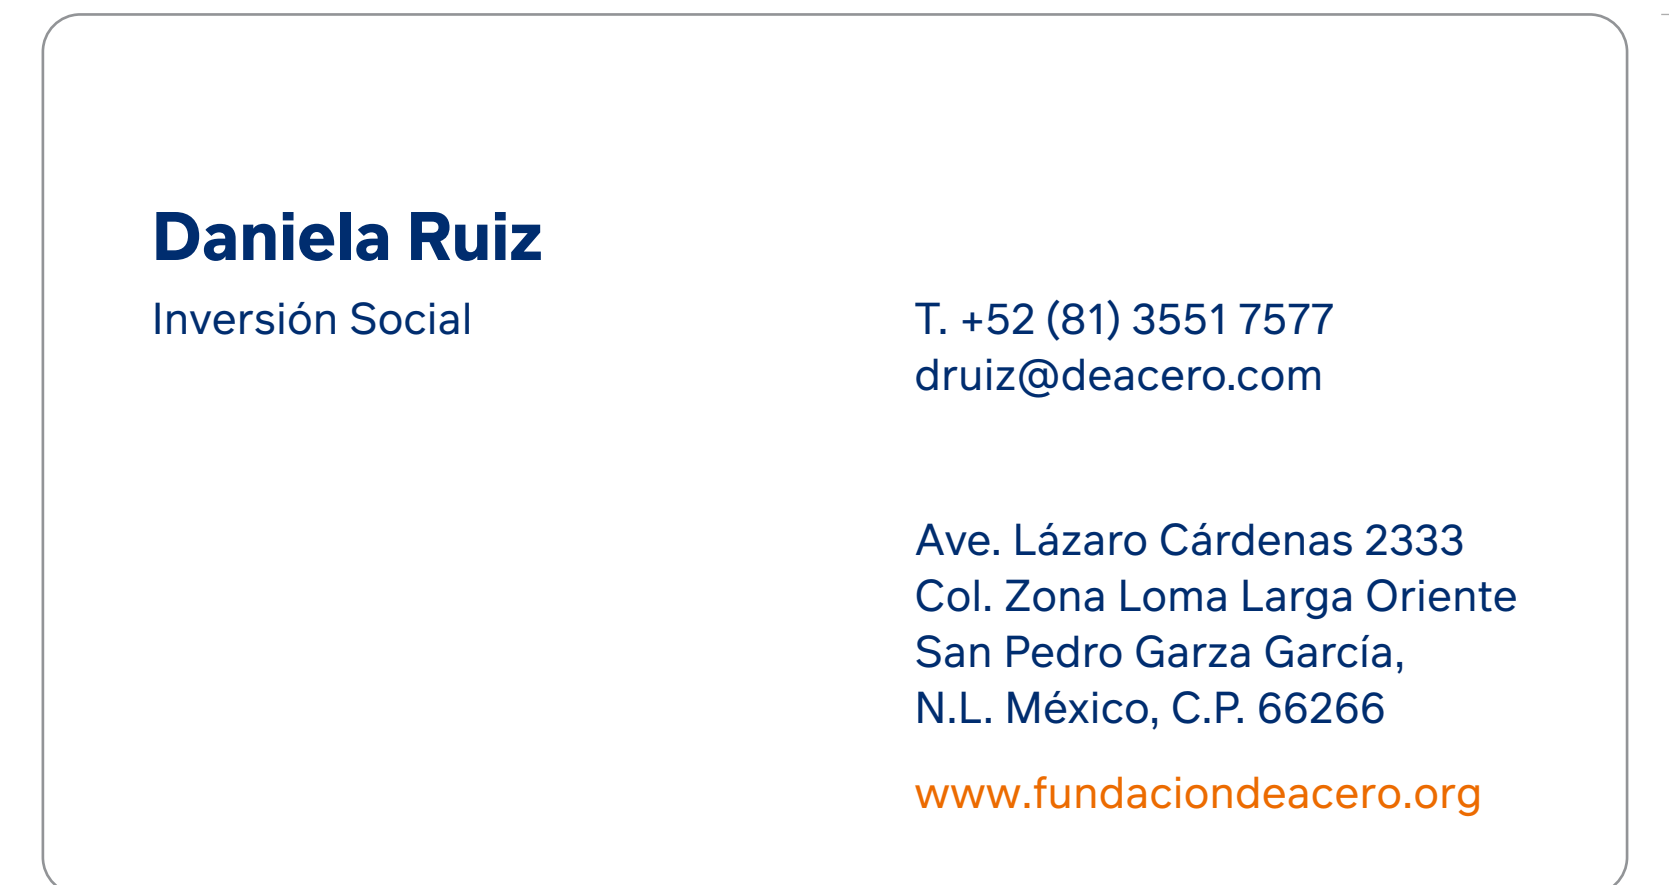 Daniela Ruiz
Inversión Social
T. +52 (81) 3551 7577
druiz@deacero.com
Ave. Lázaro Cárdenas 2333
Col. Zona Loma Larga Oriente
San Pedro Garza García,
N.L. México, C.P. 66266
www.fundaciondeacero.org